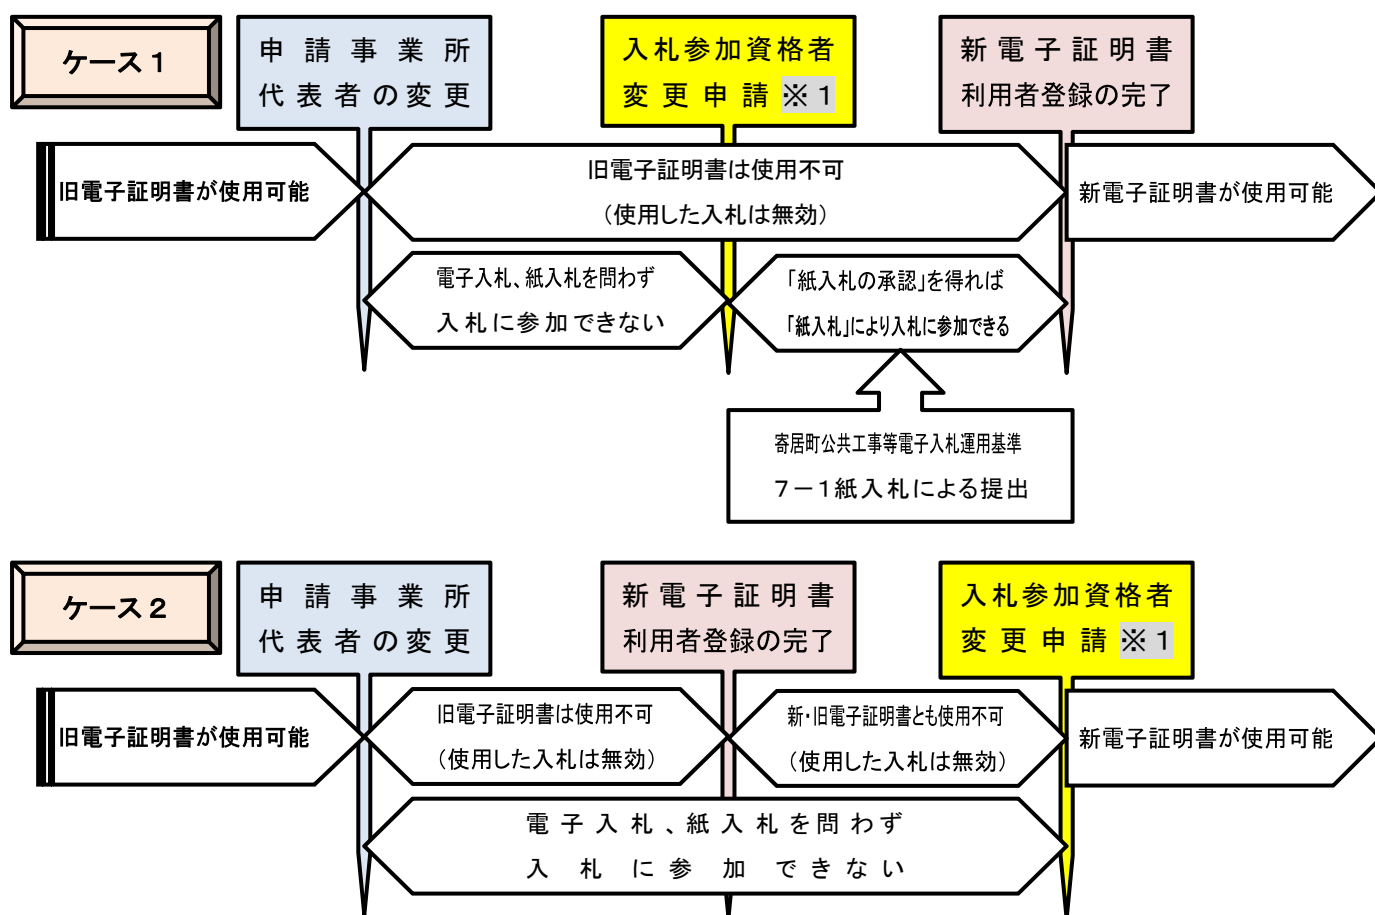 ケース１
申請事業所
代表者の変更
入札参加資格者
変更申請※１
新電子証明書
利用者登録の完了
旧電子証明書が使用可能
旧電子証明書は使用不可
（使用した入札は無効）
新電子証明書が使用可能
電子入札、紙入札を問わず
入札に参加できない
「紙入札の承認」を得れば
「紙入札」により入札に参加できる
寄居町公共工事等電子入札運用基準
７－１紙入札による提出
ケース２
申請事業所
代表者の変更
新電子証明書
利用者登録の完了
入札参加資格者
変更申請※１
旧電子証明書が使用可能
旧電子証明書は使用不可
（使用した入札は無効）
新・旧電子証明書とも使用不可
（使用した入札は無効）
新電子証明書が使用可能
電子入札、紙入札を問わず
入札に参加できない